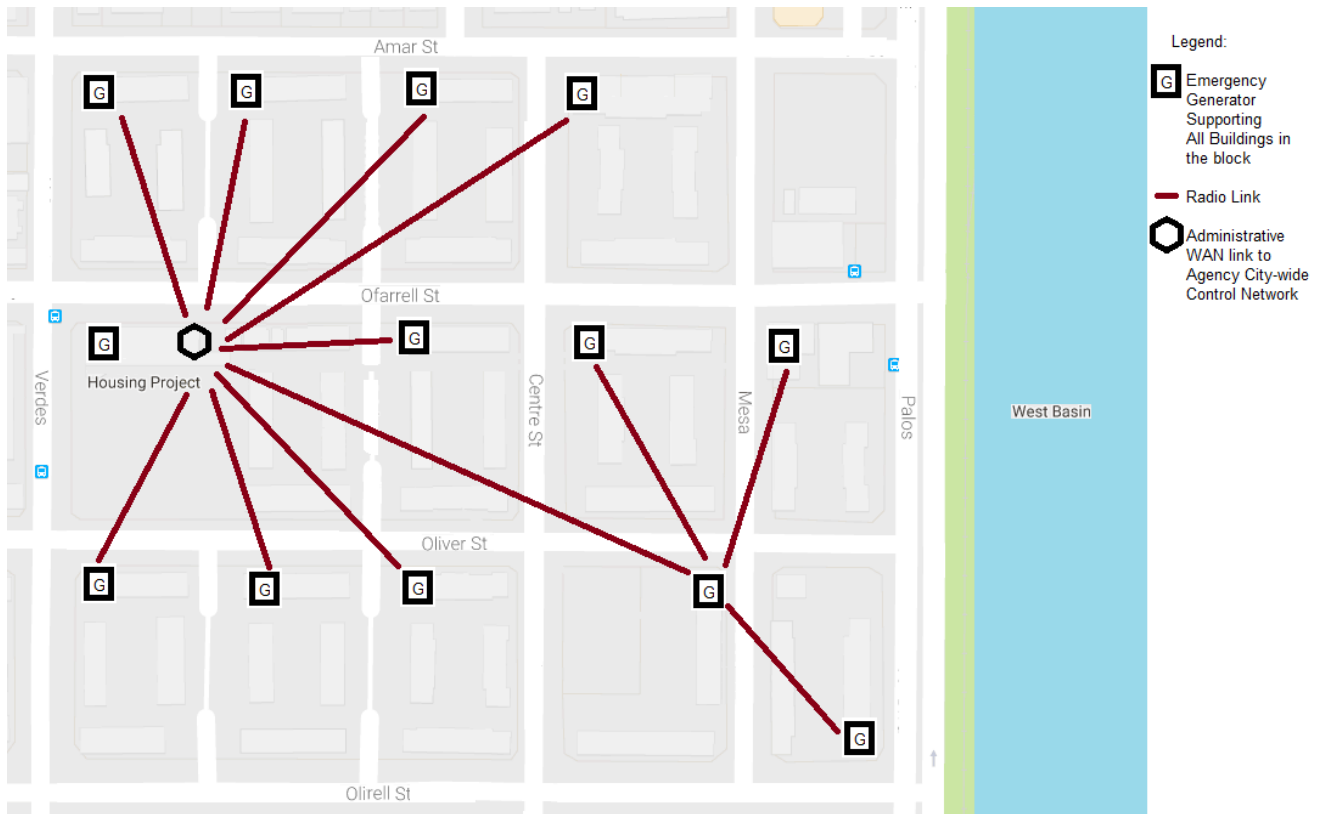 Amar St
Legend:
G
G
G
G
G
Emergency
Generator
Supporting
All Buildings in
the block
Radio Link
Administrative
WAN link to
Agency City-wide
Control Network
Ofarrell St
G
G
G
G
Housing Project
Verdes
Centre St
Mesa
Palos
West Basin
Oliver St
G
G
G
G
G
Olirell St